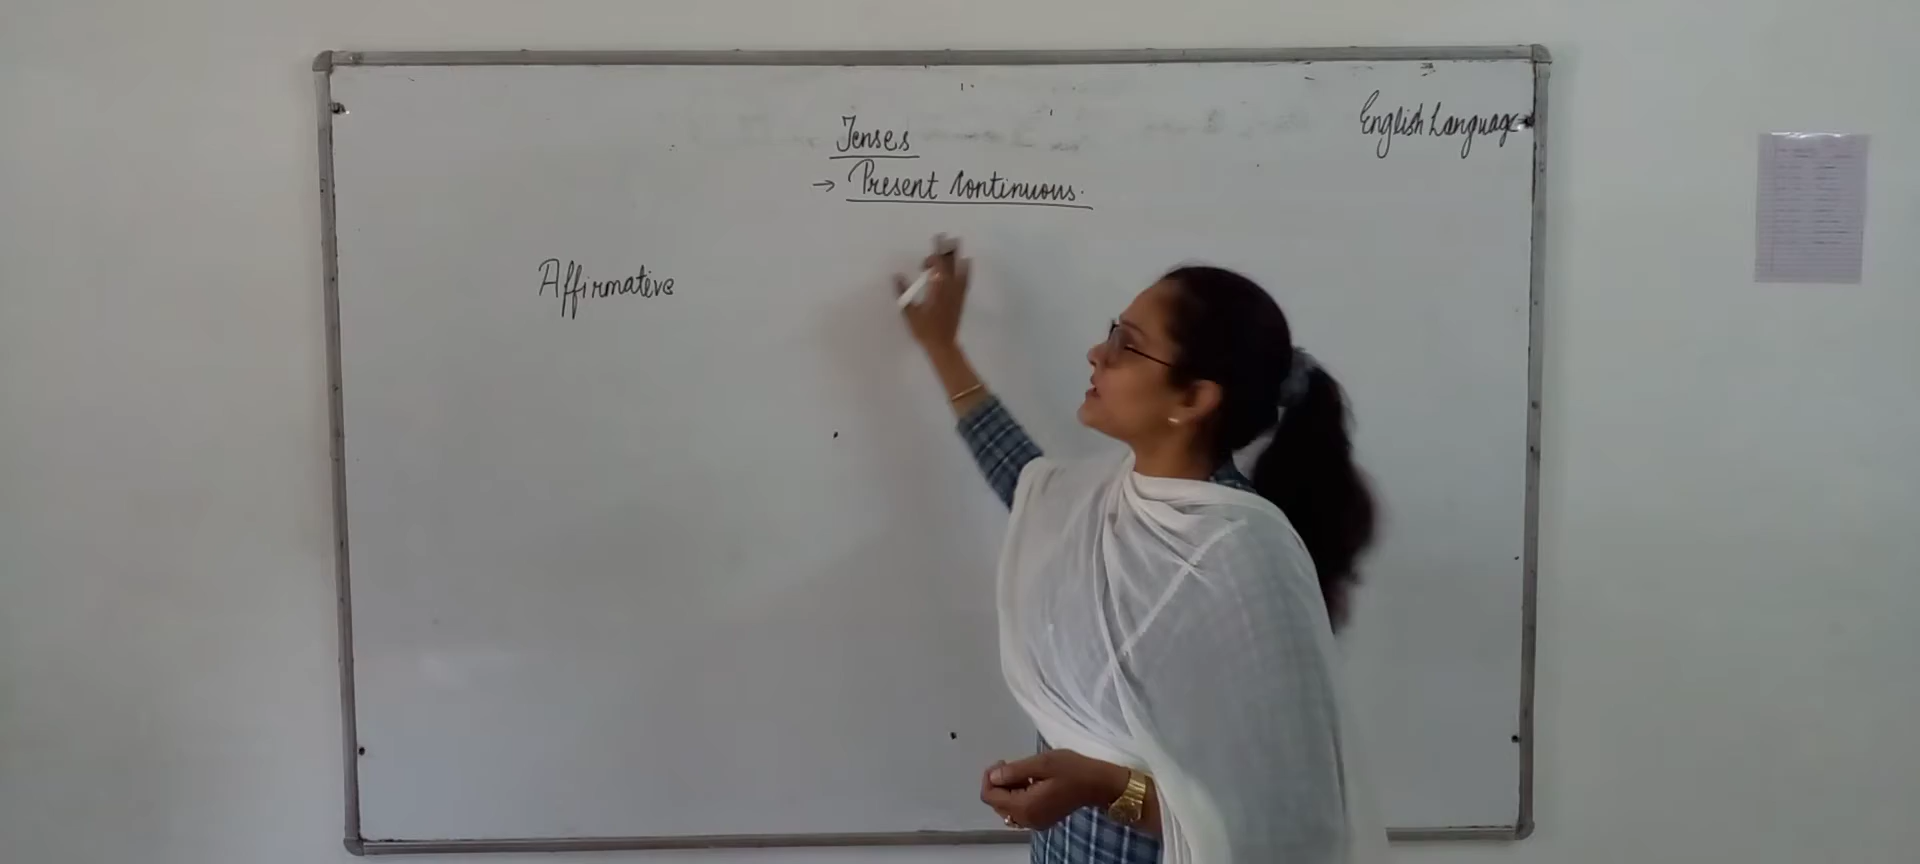 English Language
Tenses
→ Present Continuous.
Affirmative